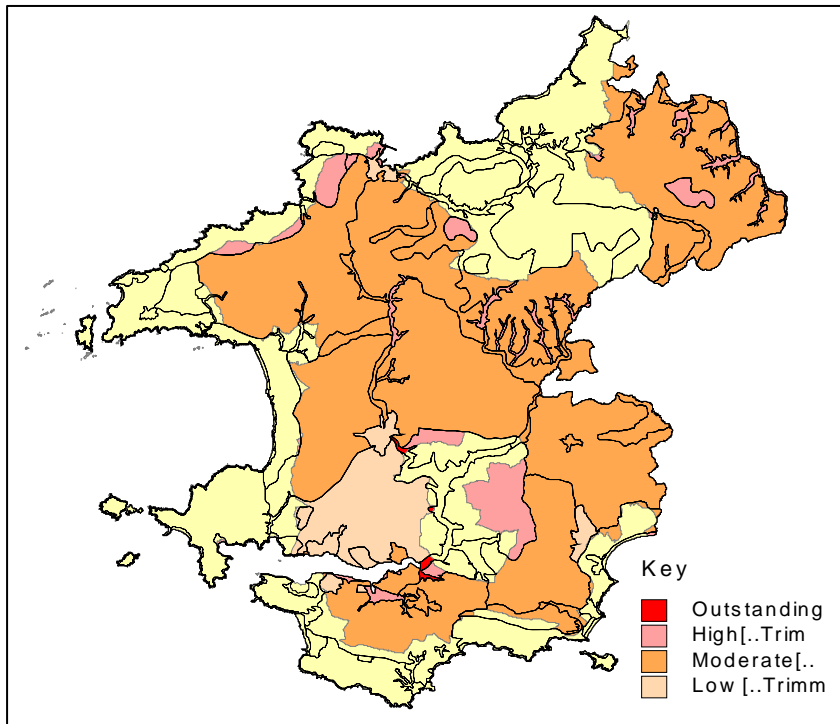 Key
Outstanding
High[..Trim
Moderate[..
Low [..Trimm